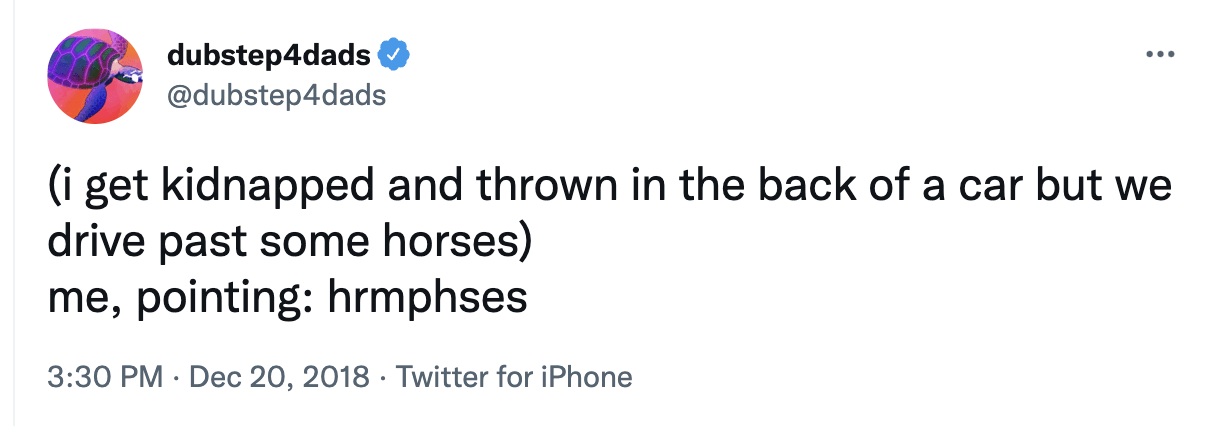 dubstep4dads
@dubstep4dads
(i get kidnapped and thrown in the back of a car but we
drive past some horses)
me, pointing: hrmphses
3:30 PM · Dec 20, 2018 · Twitter for iPhone